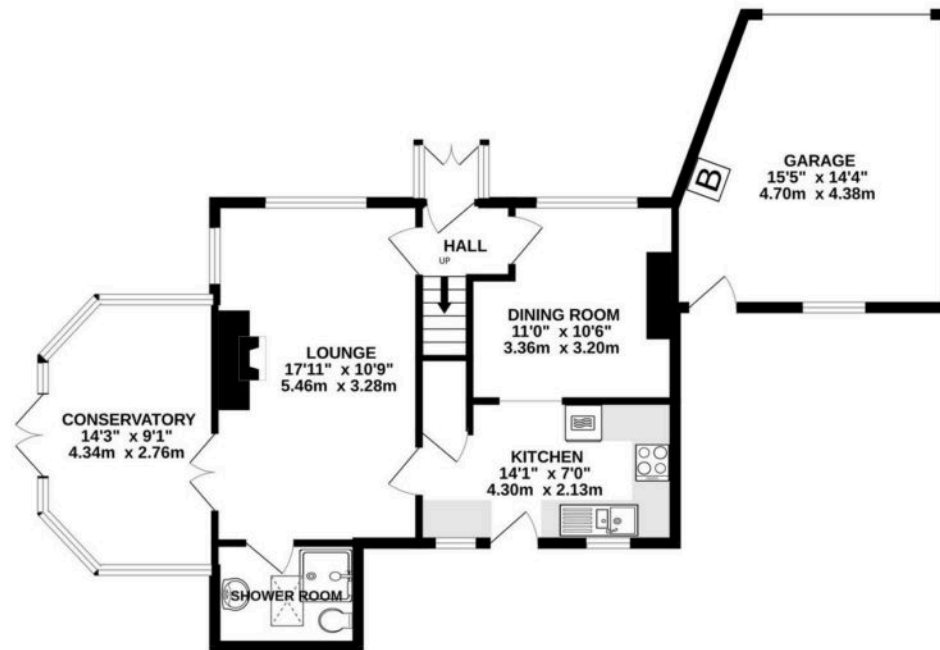 GARAGE
15'5" x 14'4"
4.70m x 4.38m
B
HALL
UP
DINING ROOM
11'0" x 10'6"
3.36m x 3.20m
LOUNGE
17'11" x 10'9"
5.46m x 3.28m
CONSERVATORY
14'3" x 9'1"
4.34m x 2.76m
KITCHEN
14'1" x 7'0"
4.30m x 2.13m
SHOWER ROOM